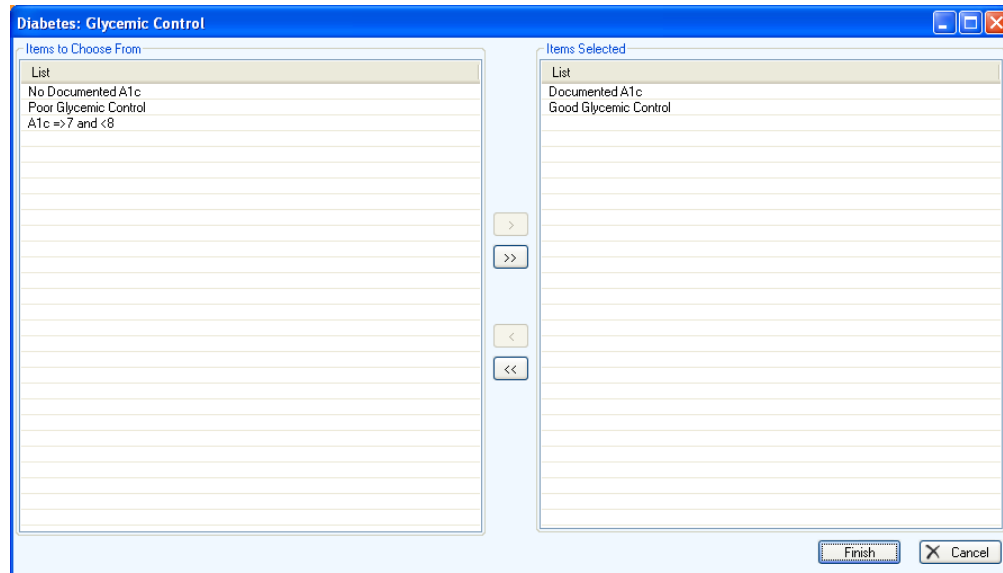 Diabetes: Glycemic Control
Items to Choose From
List
No Documented A1c
Poor Glycemic Control
A1c =>7 and <8
>
>>
<
<<
Items Selected
List
Documented A1c
Good Glycemic Control
Finish
Cancel